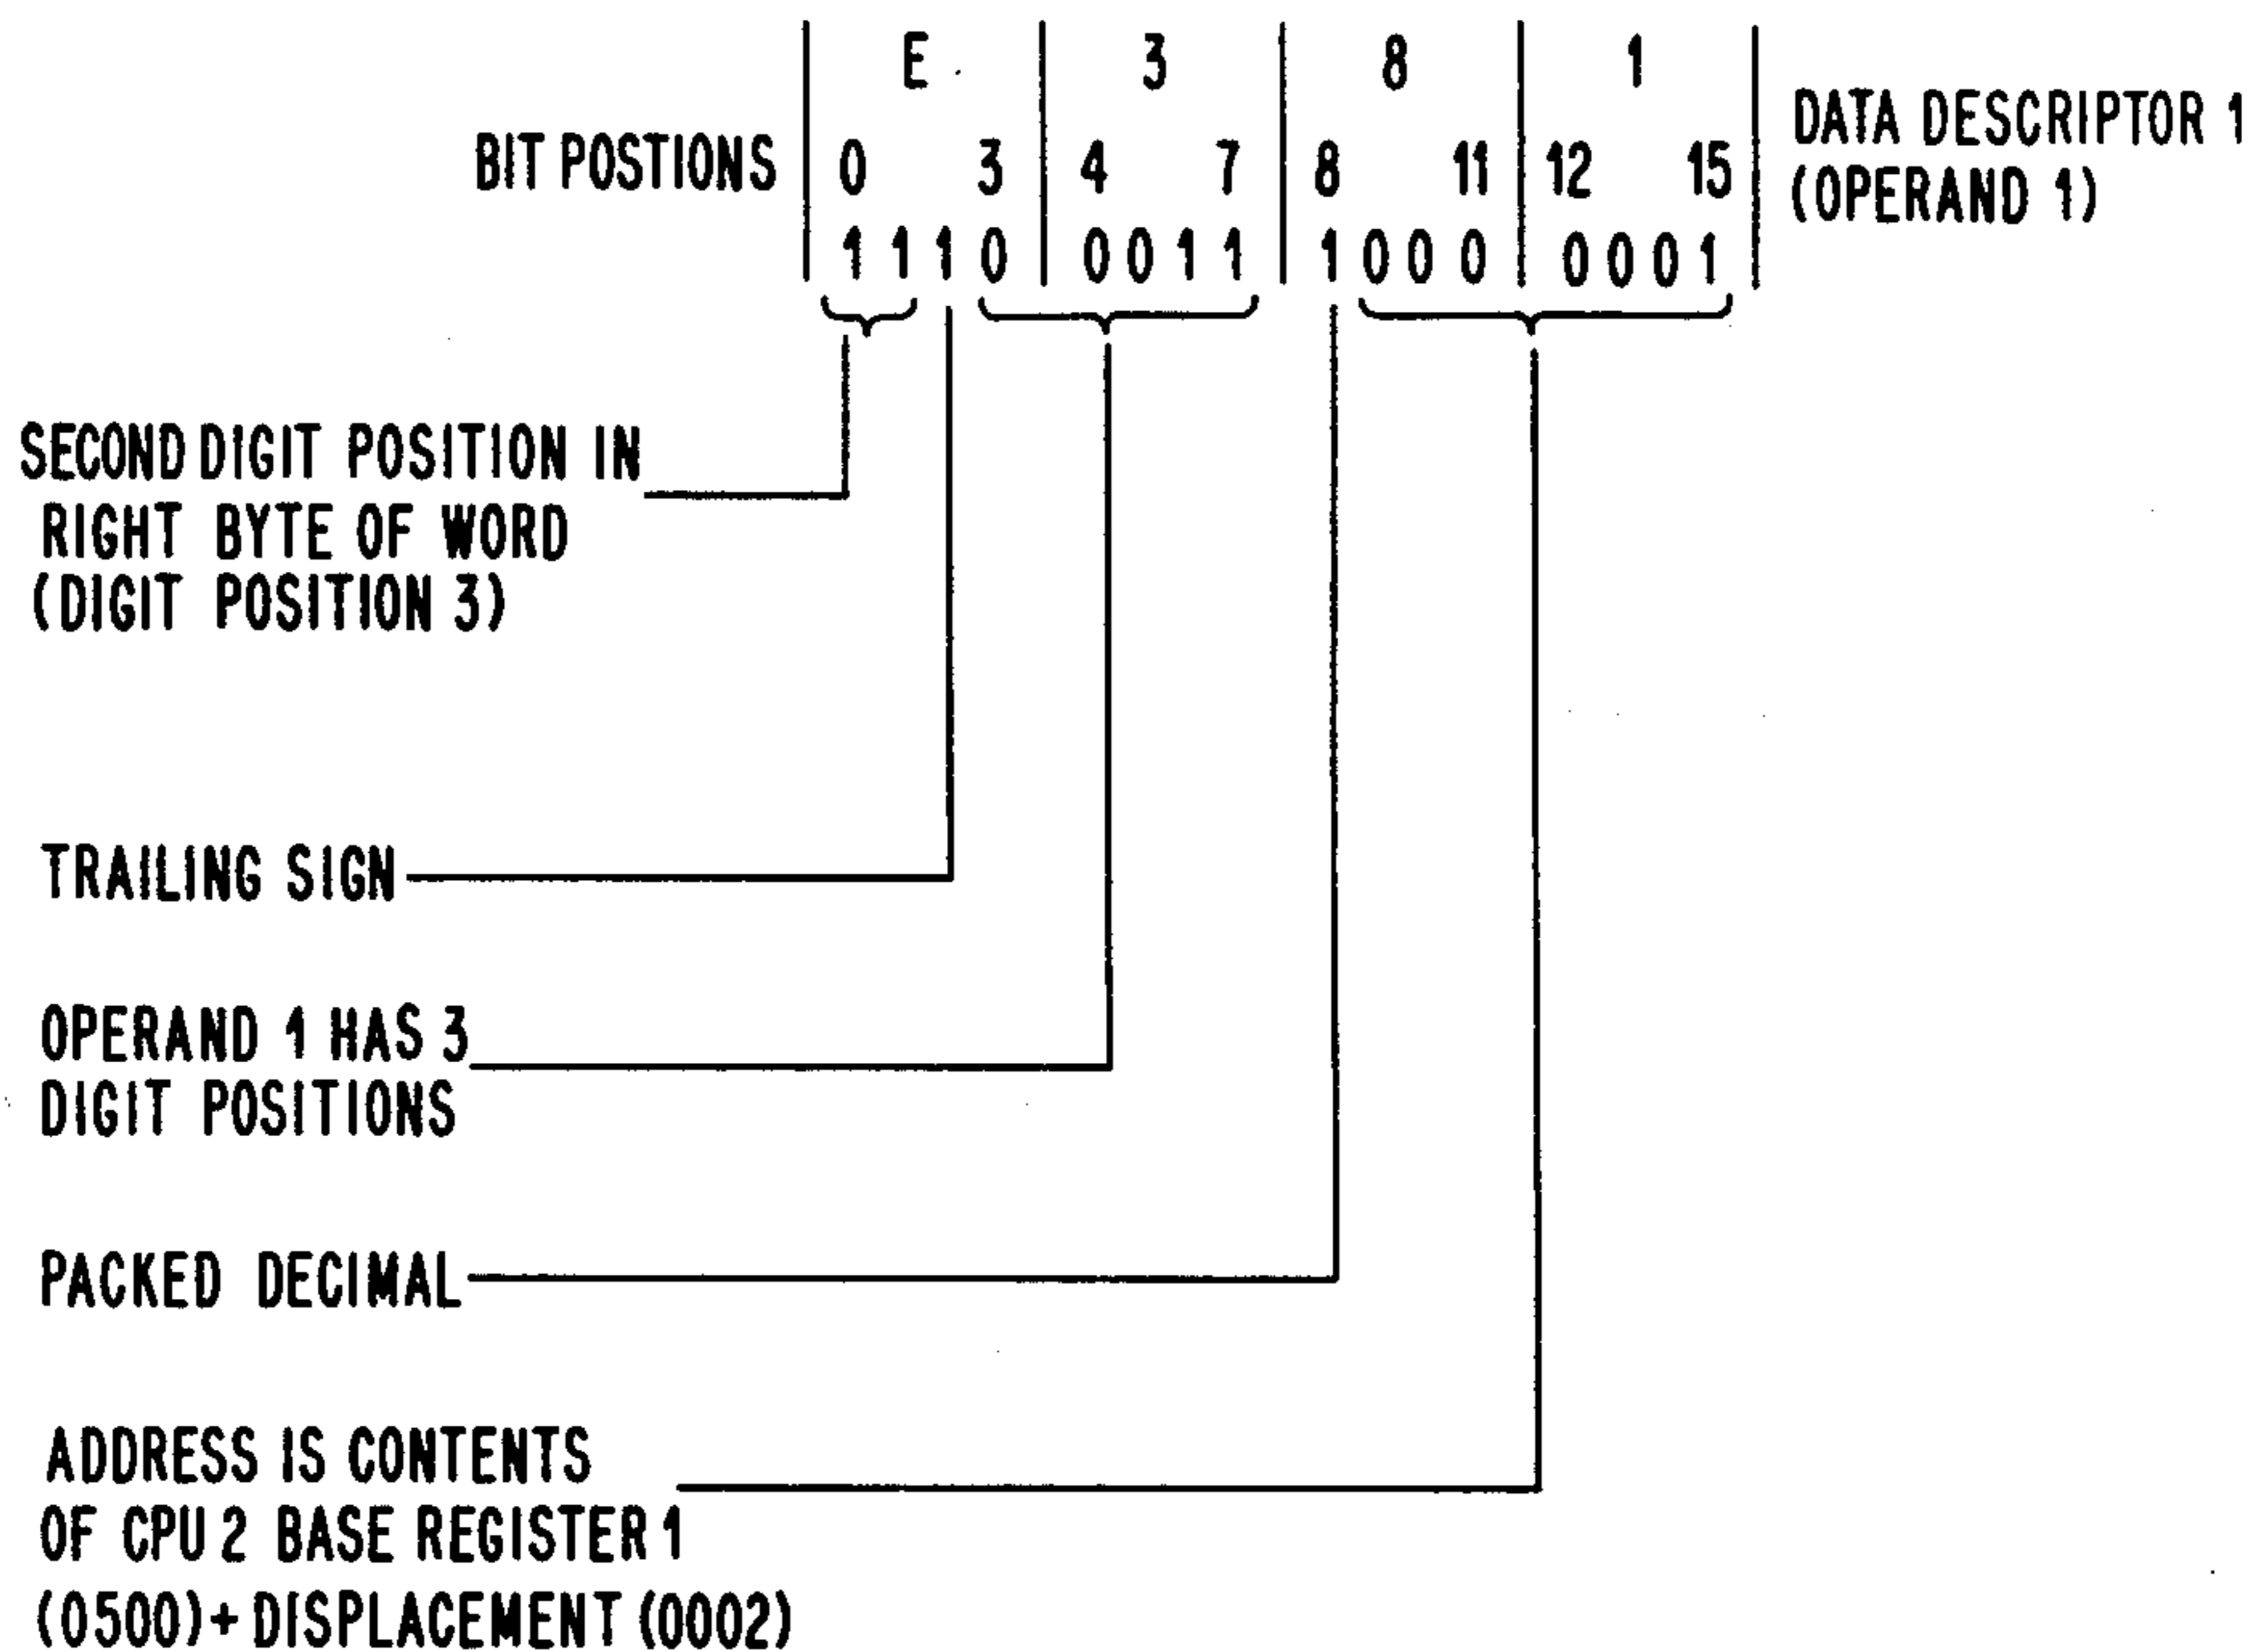 E 3 8 1
DATA DESCRIPTOR 1
(OPERAND 1)
BIT POSTIONS 0 3 4 7 8 11 12 15
1 1 1 0 0 0 1 1 1 0 0 0 0 0 0 1
SECOND DIGIT POSITION IN
RIGHT BYTE OF WORD
(DIGIT POSITION 3)
TRAILING SIGN
OPERAND 1 HAS 3
DIGIT POSITIONS
PACKED DECIMAL
ADDRESS IS CONTENTS
OF CPU 2 BASE REGISTER 1
(0500)+ DISPLACEMENT (0002)